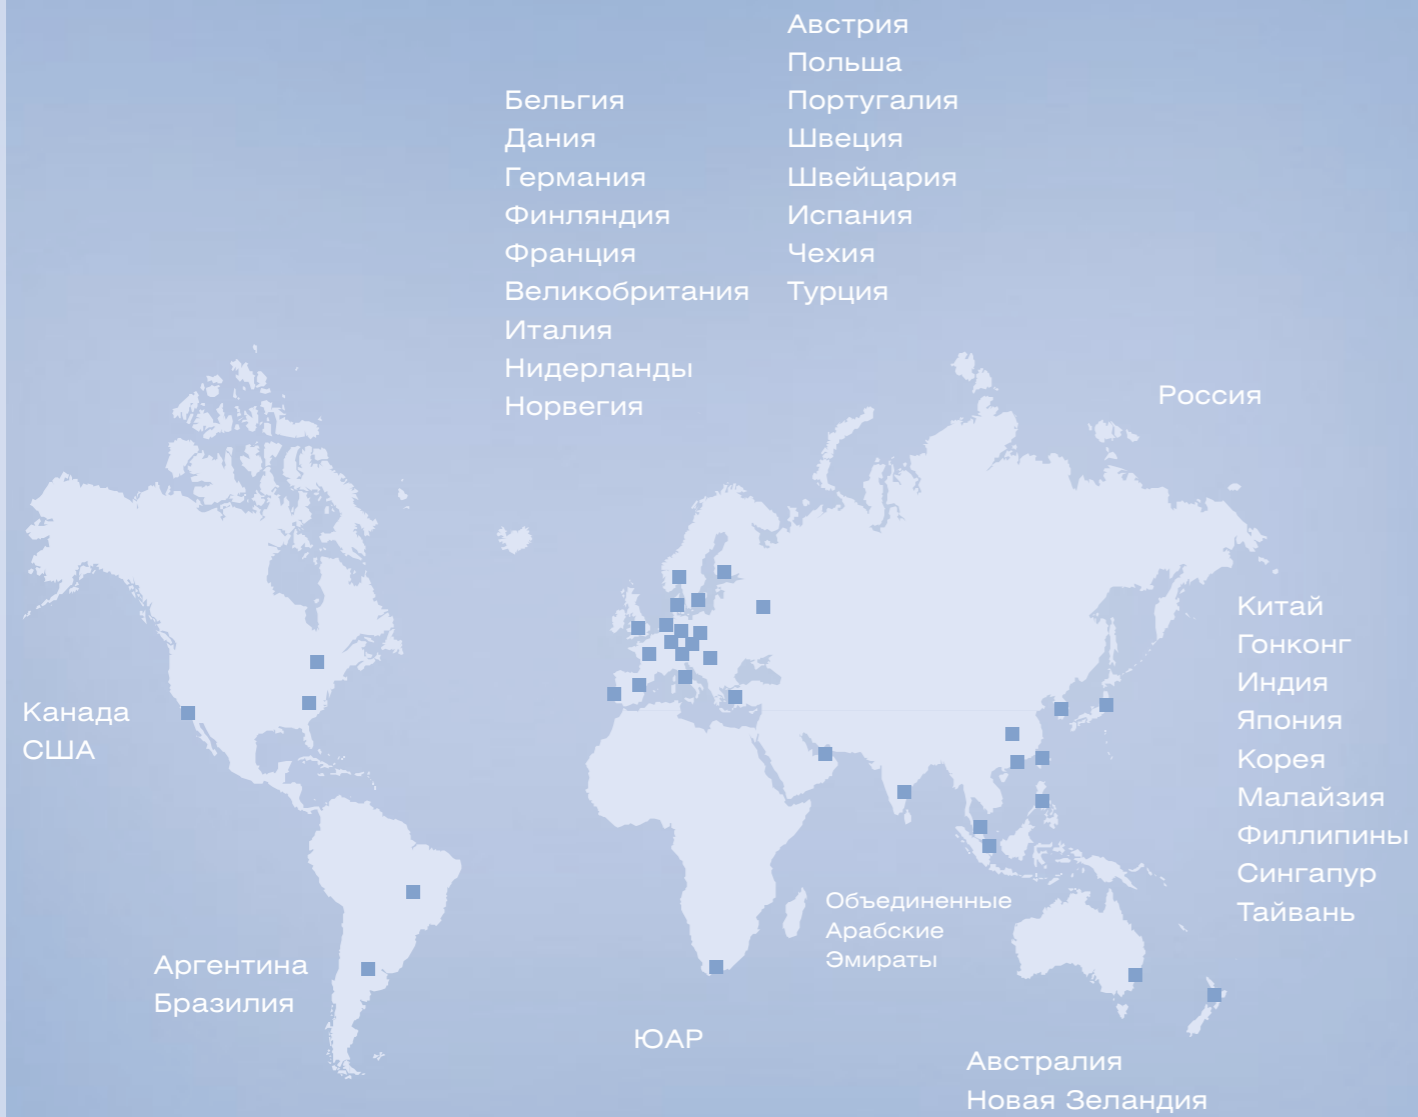 Бельгия
Дания
Германия
Финляндия
Франция
Великобритания
Италия
Нидерланды
Норвегия
Австрия
Польша
Португалия
Швеция
Швейцария
Испания
Чехия
Турция
Россия
Канада
США
Китай
Гонконг
Индия
Япония
Корея
Малайзия
Филлипины
Сингапур
Тайвань
Объединенные
Арабские
Эмираты
Аргентина
Бразилия
ЮАР
Австралия
Новая Зеландия